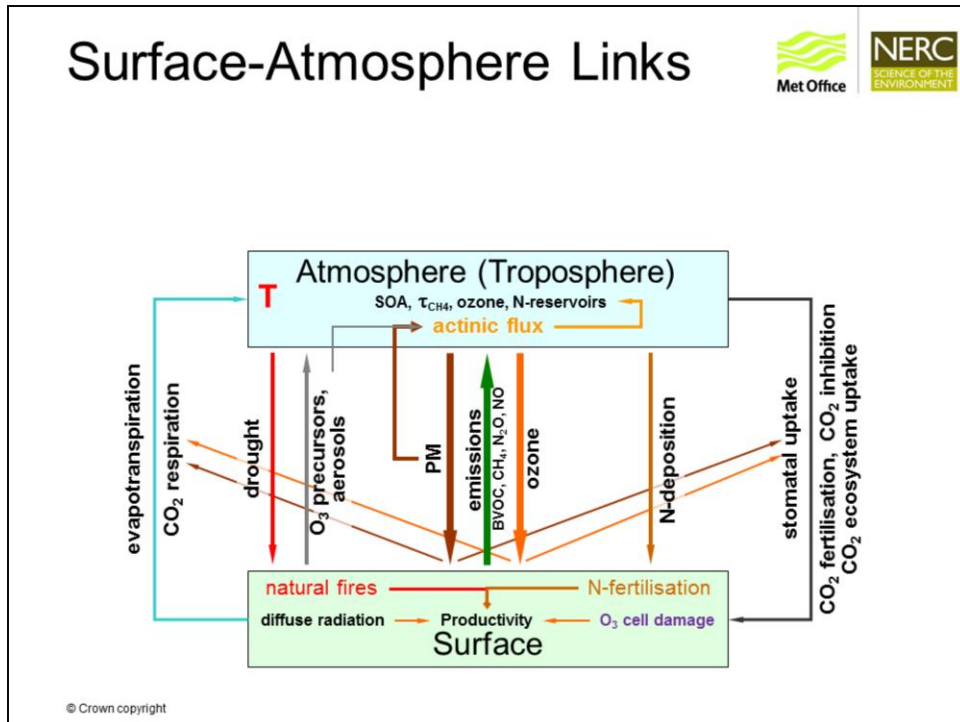 Surface-Atmosphere Links
Met Office
NERC
SCIENCE OF THE
ENVIRONMENT
Atmosphere (Troposphere)
T
SOA, τCH4, ozone, N-reservoirs
actinic flux
evapotranspiration
CO2 respiration
drought
O3 precursors,
aerosols
PM
emissions
BVOC, CH4, N2O, NO
ozone
N-deposition
stomatal uptake
CO2 fertilisation, CO2 inhibition
CO2 ecosystem uptake
natural fires
N-fertilisation
diffuse radiation
Productivity
O3 cell damage
Surface
© Crown copyright